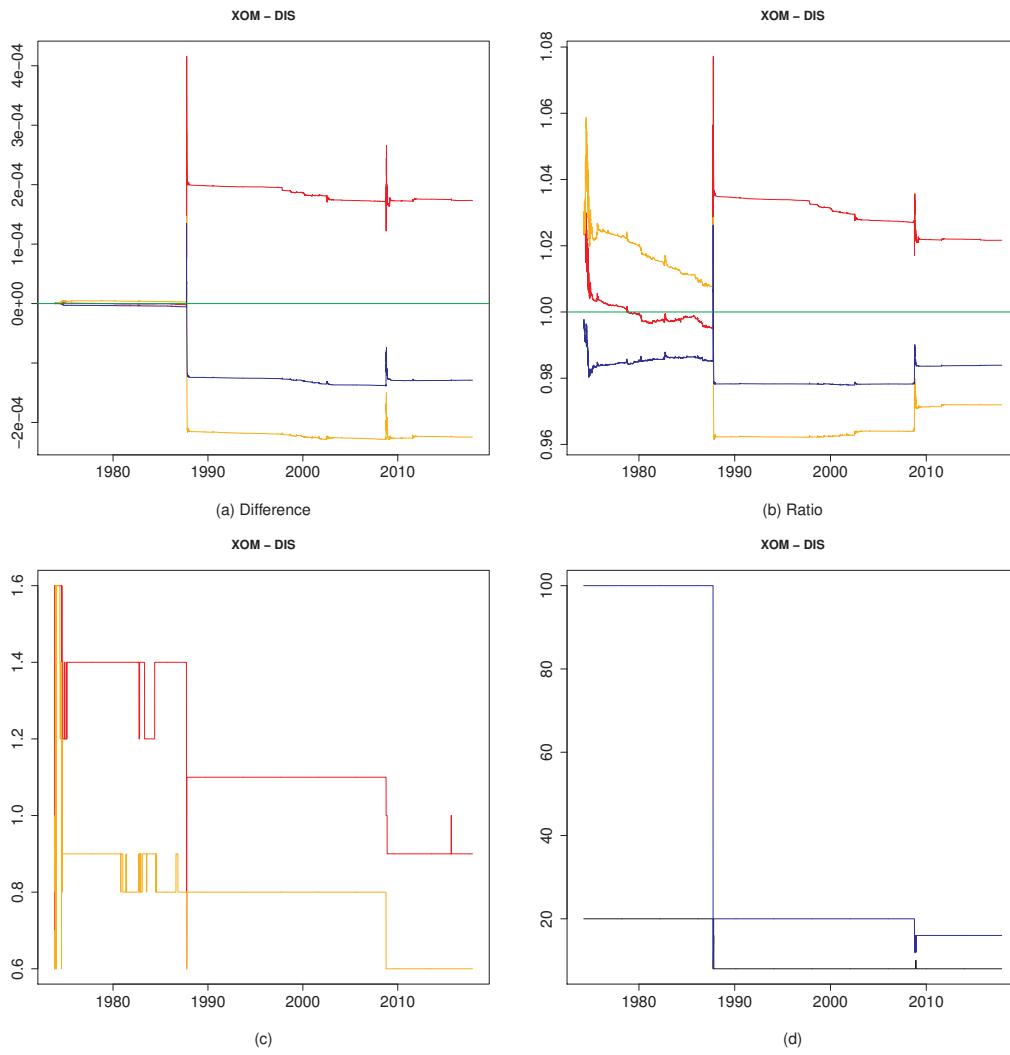 XOM − DIS
4e−04
3e−04
2e−04
1e−04
0e+00
−2e−04
1980 1990 2000 2010
(a) Difference
XOM − DIS
1.08
1.06
1.04
1.02
1.00
0.98
0.96
1980 1990 2000 2010
(b) Ratio
XOM − DIS
1.6
1.4
1.2
1.0
0.8
0.6
1980 1990 2000 2010
(c)
XOM − DIS
100
80
60
40
20
1980 1990 2000 2010
(d)